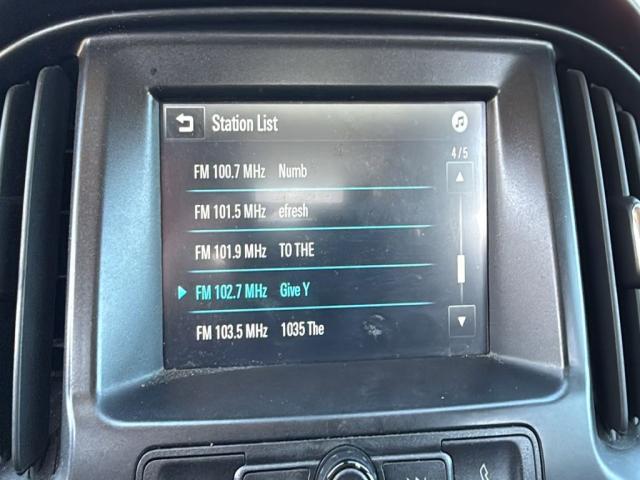 Station List
4/5
FM 100.7 MHz Numb
FM 101.5 MHz efresh
FM 101.9 MHz TO THE
FM 102.7 MHz Give Y
FM 103.5 MHz 1035 The